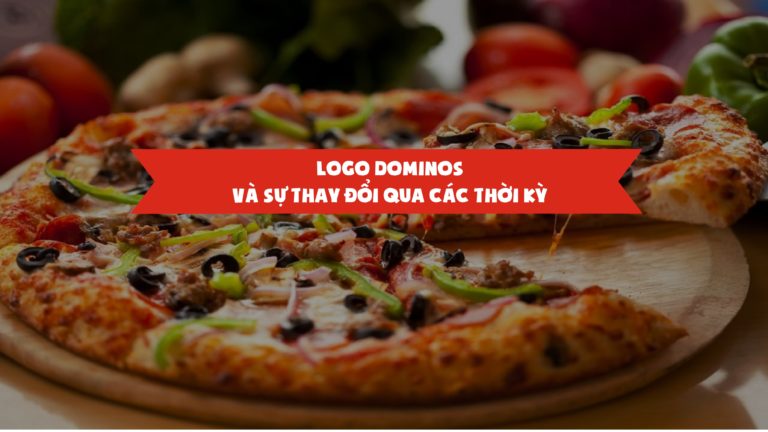 LOGO DOMINOS
VÀ SỰ THAY ĐỔI QUA CÁC THỜI KỲ